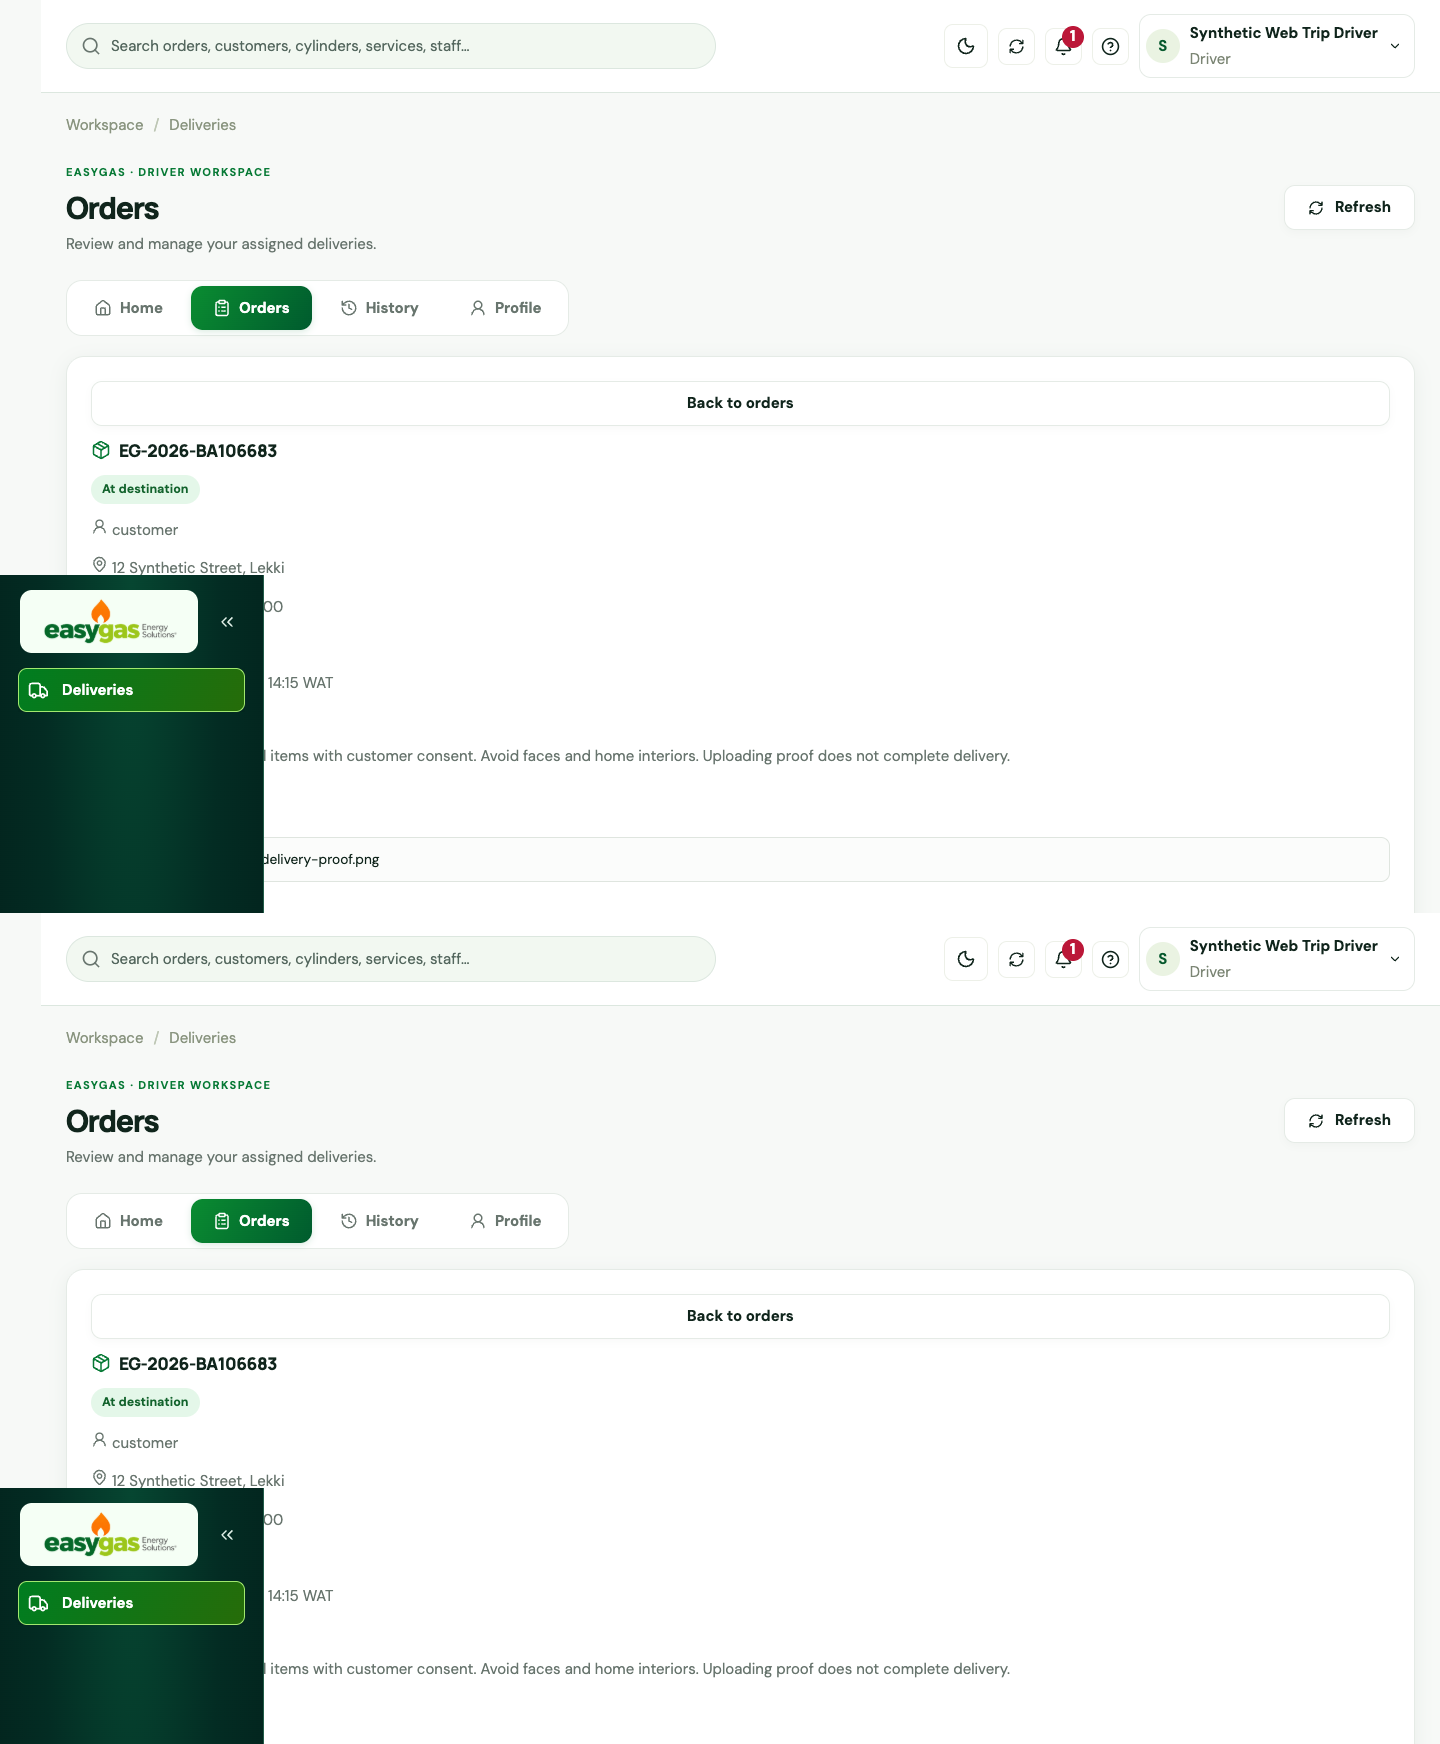 Search orders, customers, cylinders, services, staff...
1
S
Synthetic Web Trip Driver
Driver
Workspace / Deliveries
EASYGAS · DRIVER WORKSPACE
Orders
Review and manage your assigned deliveries.
Refresh
Home
Orders
History
Profile
Back to orders
EG-2026-BA106683
At destination
customer
12 Synthetic Street, Lekki
00
easygas Energy Solutions
Deliveries
14:15 WAT
items with customer consent. Avoid faces and home interiors. Uploading proof does not complete delivery.
delivery-proof.png
Search orders, customers, cylinders, services, staff...
1
S
Synthetic Web Trip Driver
Driver
Workspace / Deliveries
EASYGAS · DRIVER WORKSPACE
Orders
Review and manage your assigned deliveries.
Refresh
Home
Orders
History
Profile
Back to orders
EG-2026-BA106683
At destination
customer
12 Synthetic Street, Lekki
00
easygas Energy Solutions
Deliveries
14:15 WAT
items with customer consent. Avoid faces and home interiors. Uploading proof does not complete delivery.